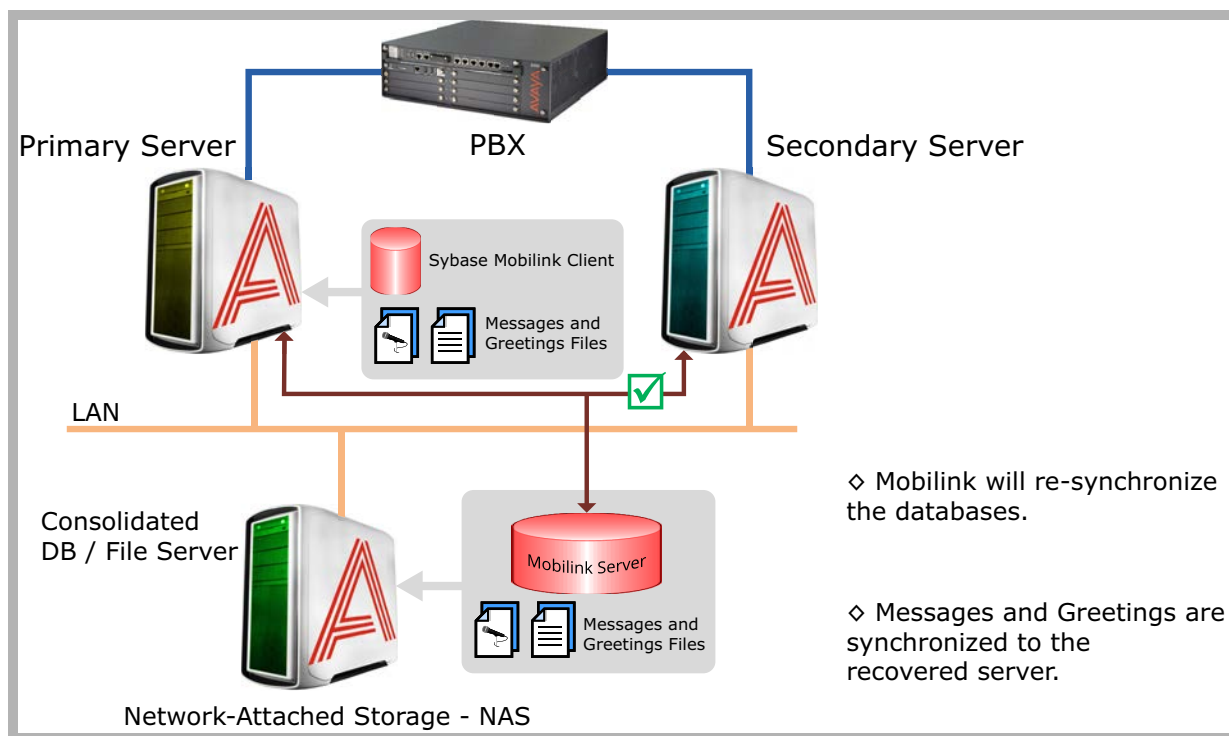 AVAYA
Primary Server
PBX
Secondary Server
Sybase Mobilink Client
Messages and
Greetings Files
LAN
Consolidated
DB / File Server
Mobilink Server
Messages and
Greetings Files
Network-Attached Storage - NAS
◇ Mobilink will re-synchronize
the databases.
◇ Messages and Greetings are
synchronized to the
recovered server.